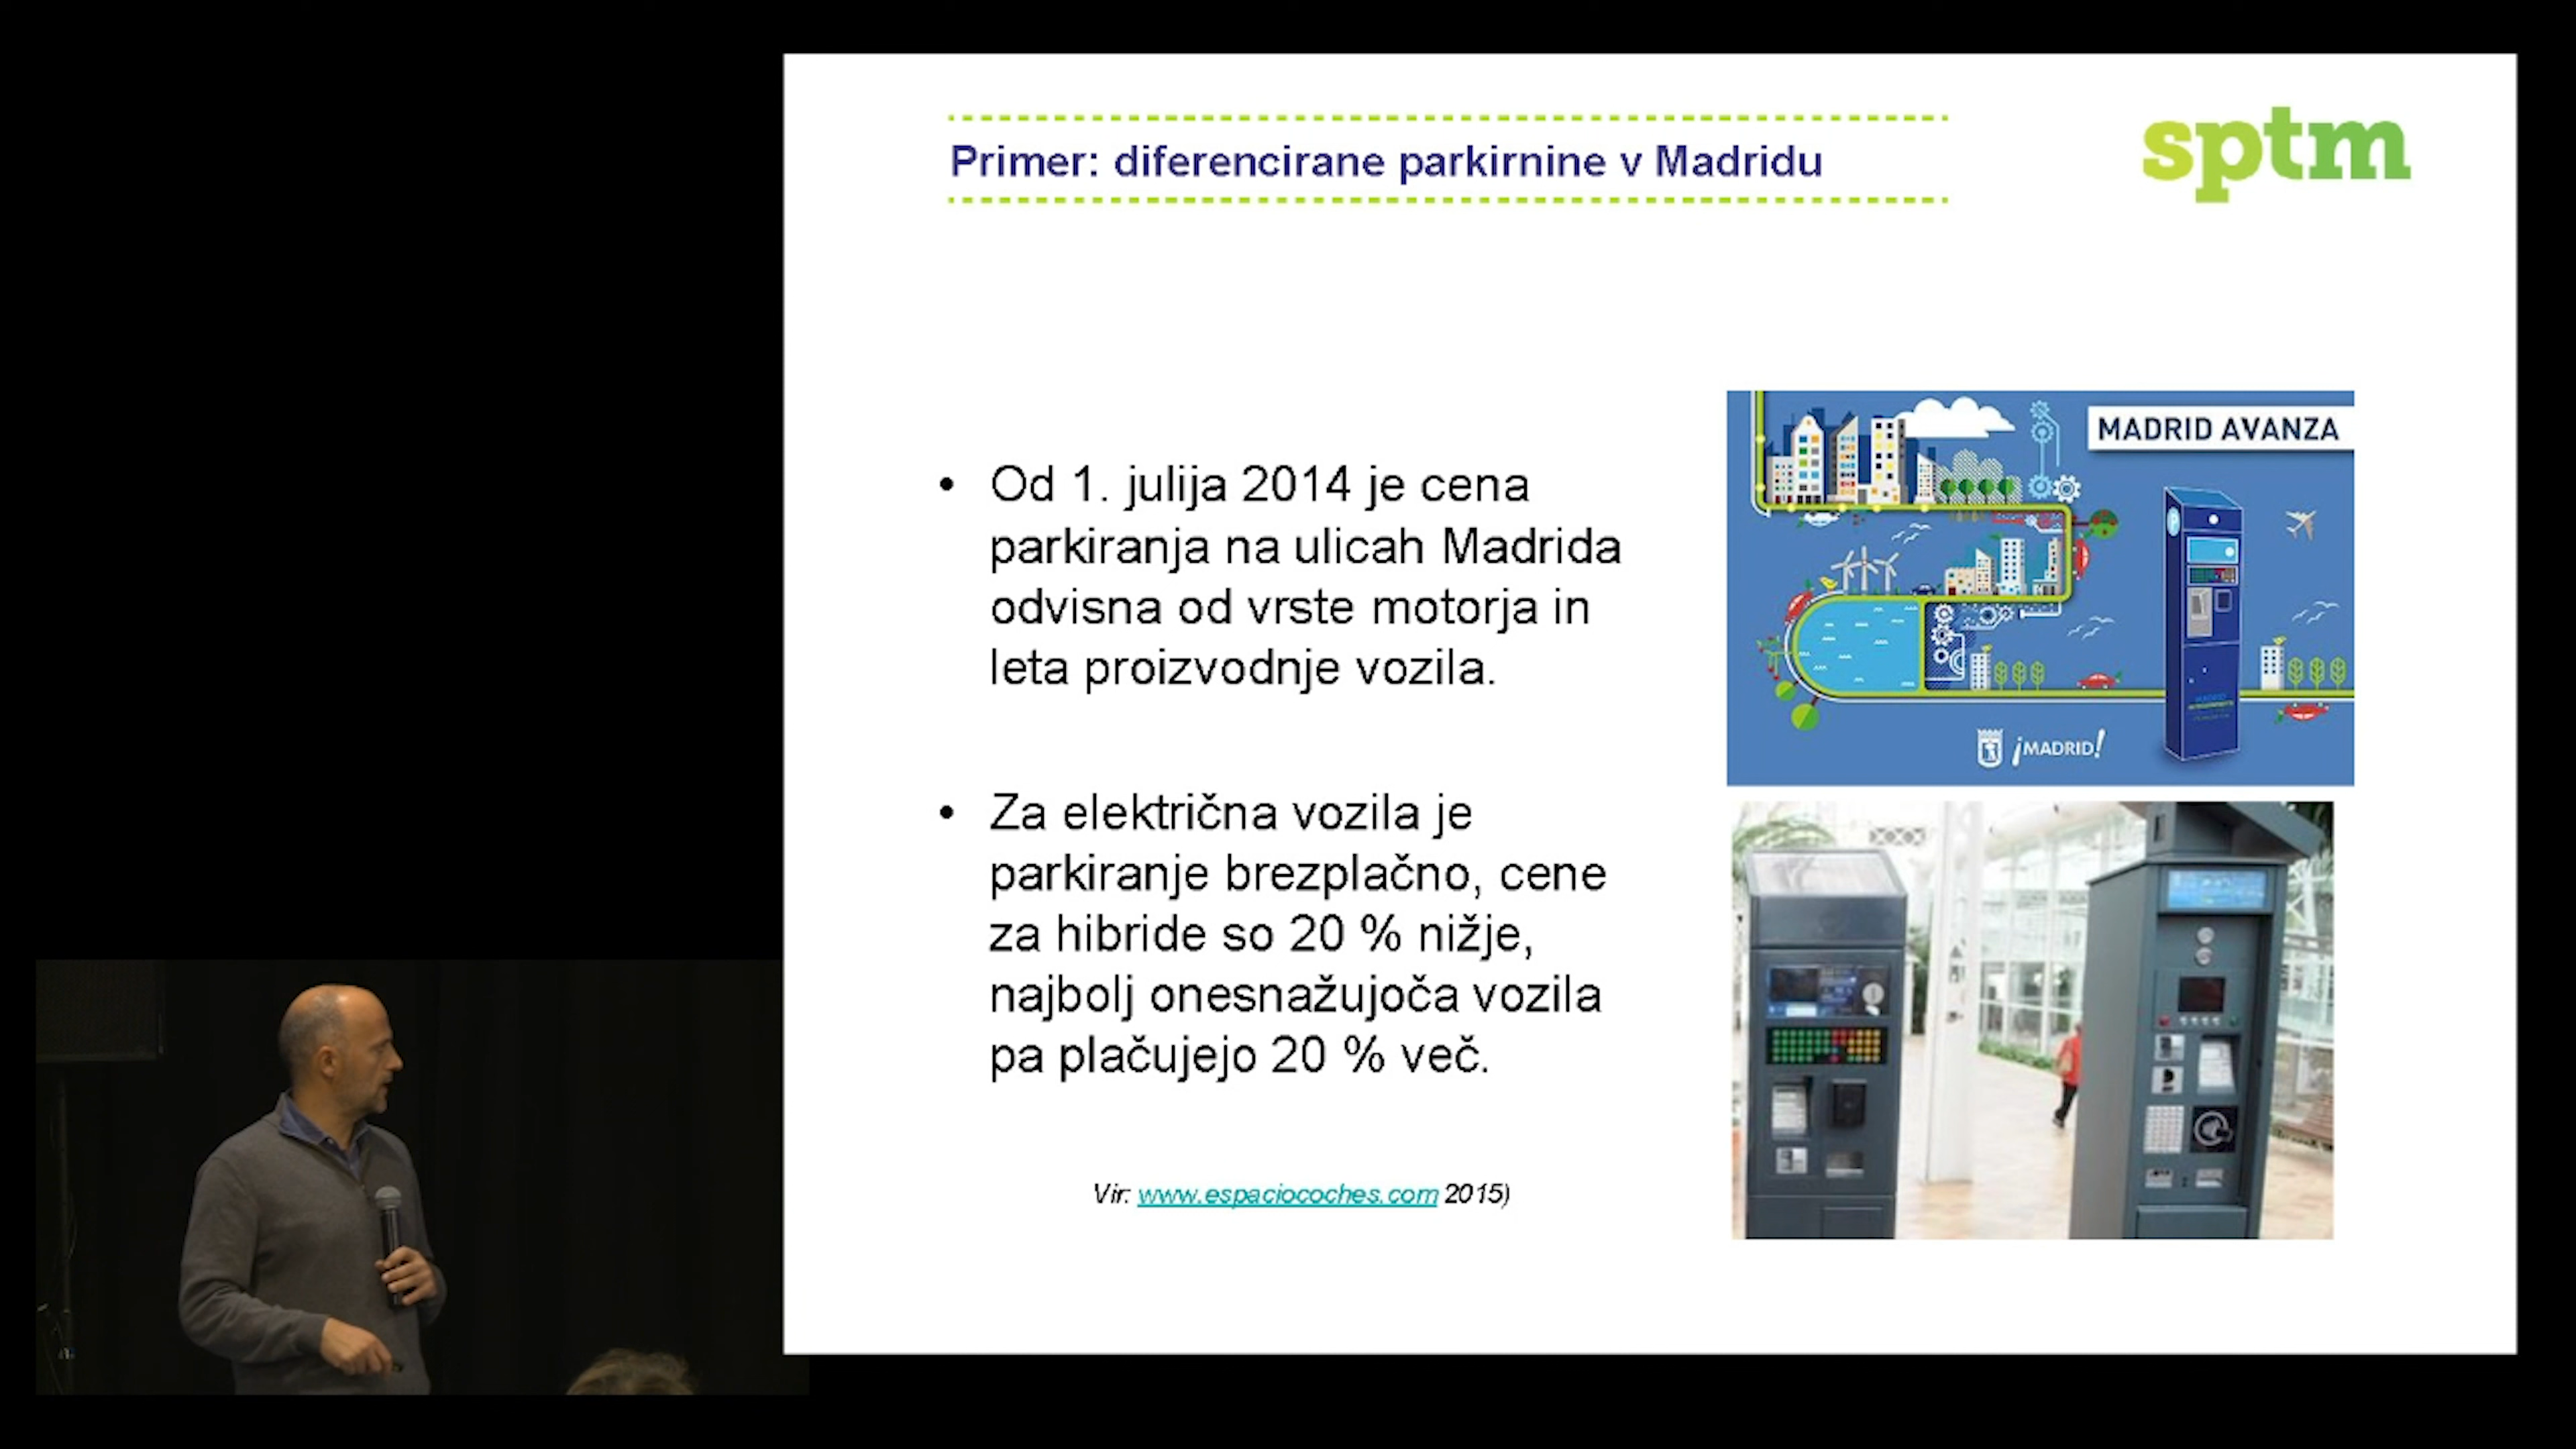 Primer: diferencirane parkirnine v Madridu
sptm
• Od 1. julija 2014 je cena
parkiranja na ulicah Madrida
odvisna od vrste motorja in
leta proizvodnje vozila.
• Za električna vozila je
parkiranje brezplačno, cene
za hibride so 20 % nižje,
najbolj onesnažujoča vozila
pa plačujejo 20 % več.
Vir: www.espaciocoches.com 2015)
MADRID AVANZA
¡MADRID!